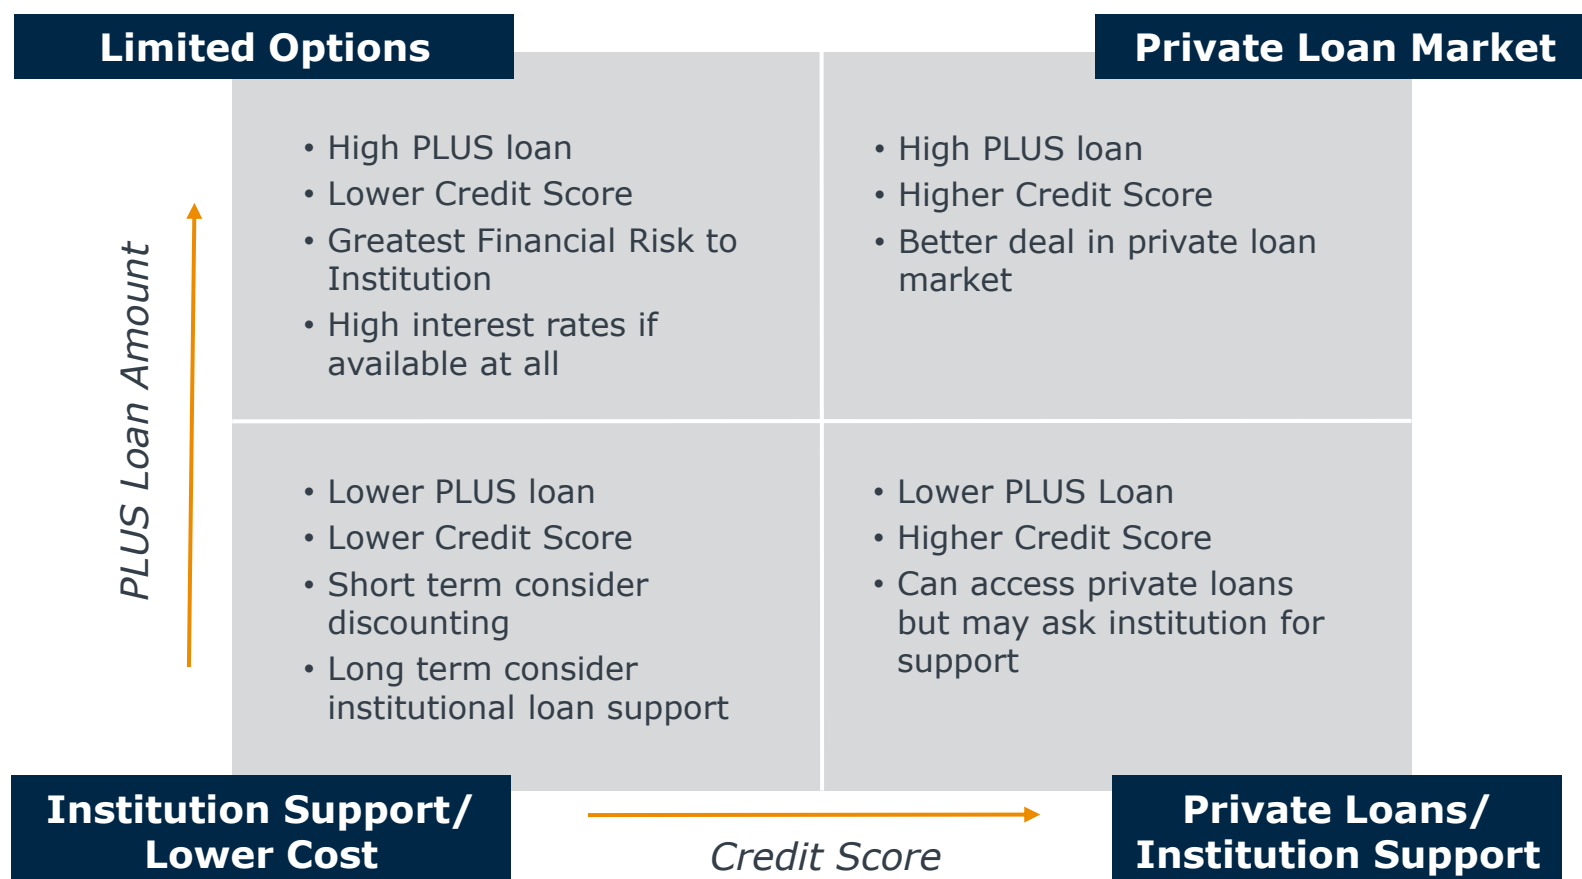 Limited Options
Private Loan Market
• High PLUS loan
• Lower Credit Score
• Greatest Financial Risk to
Institution
• High interest rates if
available at all
• High PLUS loan
• Higher Credit Score
• Better deal in private loan
market
PLUS Loan Amount
• Lower PLUS loan
• Lower Credit Score
• Short term consider
discounting
• Long term consider
institutional loan support
• Lower PLUS Loan
• Higher Credit Score
• Can access private loans
but may ask institution for
support
Institution Support/
Lower Cost
Credit Score
Private Loans/
Institution Support